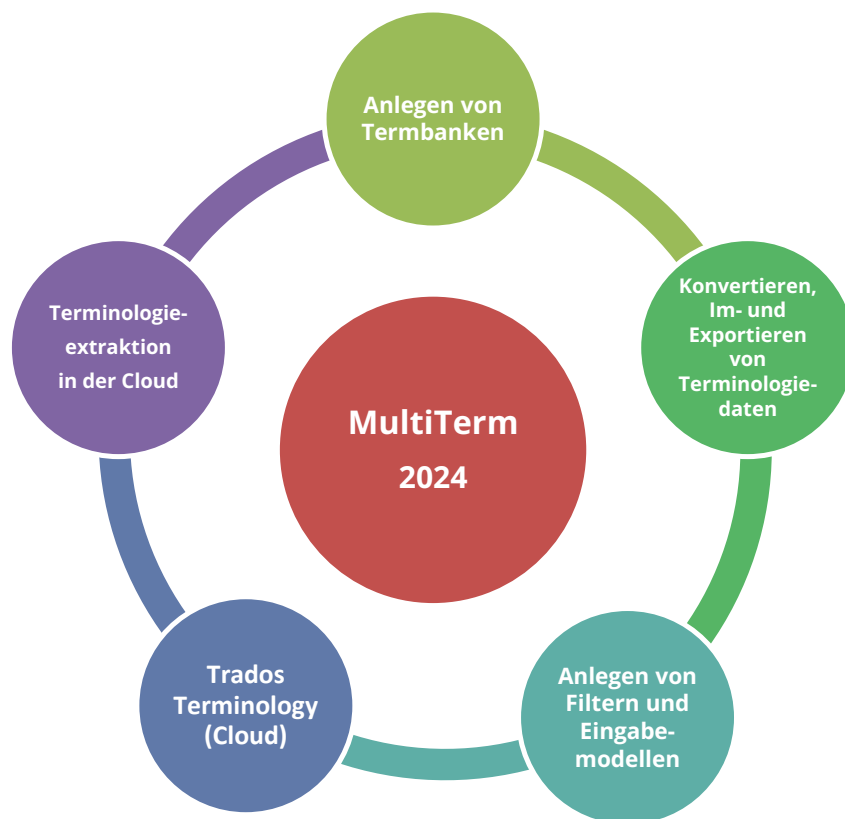 Anlegen von
Termbanken
Konvertieren,
Im- und
Exportieren
von
Terminologie-
daten
Anlegen von
Filtern und
Eingabe-
modellen
Trados
Terminology
(Cloud)
Terminologie-
extraktion
in der Cloud
MultiTerm
2024